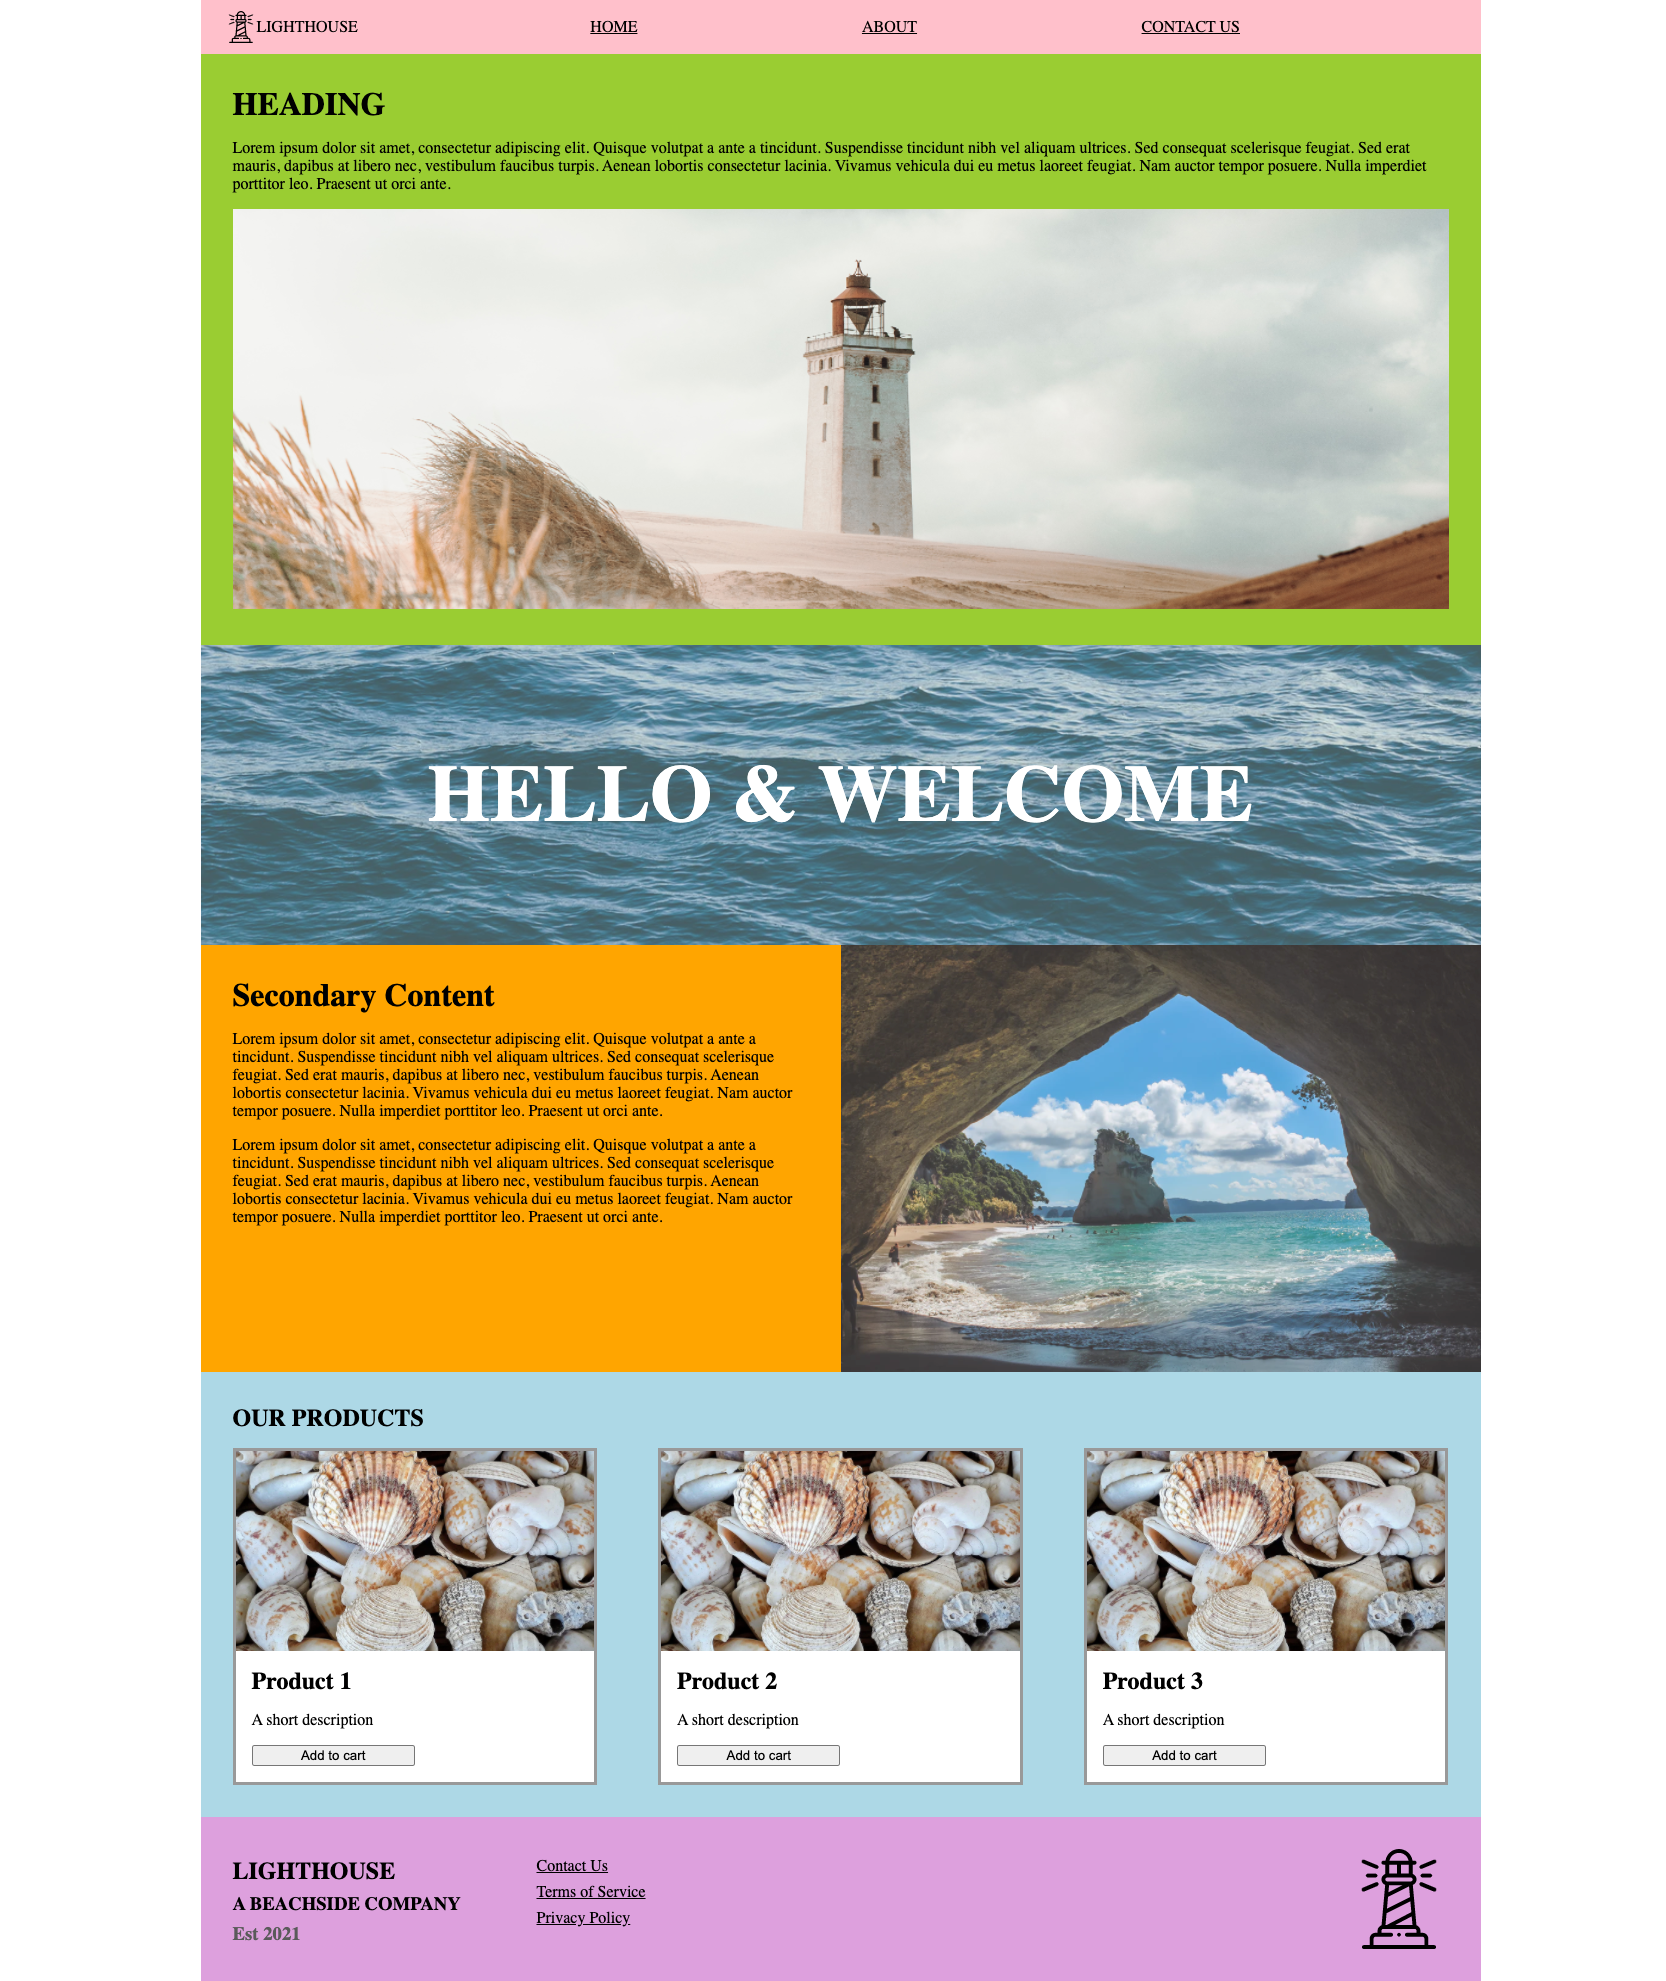 LIGHTHOUSE HOME ABOUT CONTACT US
HEADING
Lorem ipsum dolor sit amet, consectetur adipiscing elit. Quisque volutpat a ante a tincidunt. Suspendisse tincidunt nibh vel aliquam ultrices. Sed consequat scelerisque feugiat. Sed erat
mauris, dapibus at libero nec, vestibulum faucibus turpis. Aenean lobortis consectetur lacinia. Vivamus vehicula dui eu metus laoreet feugiat. Nam auctor tempor posuere. Nulla imperdiet
porttitor leo. Praesent ut orci ante.
HELLO & WELCOME
Secondary Content
Lorem ipsum dolor sit amet, consectetur adipiscing elit. Quisque volutpat a ante a
tincidunt. Suspendisse tincidunt nibh vel aliquam ultrices. Sed consequat scelerisque
feugiat. Sed erat mauris, dapibus at libero nec, vestibulum faucibus turpis. Aenean
lobortis consectetur lacinia. Vivamus vehicula dui eu metus laoreet feugiat. Nam auctor
tempor posuere. Nulla imperdiet porttitor leo. Praesent ut orci ante.
Lorem ipsum dolor sit amet, consectetur adipiscing elit. Quisque volutpat a ante a
tincidunt. Suspendisse tincidunt nibh vel aliquam ultrices. Sed consequat scelerisque
feugiat. Sed erat mauris, dapibus at libero nec, vestibulum faucibus turpis. Aenean
lobortis consectetur lacinia. Vivamus vehicula dui eu metus laoreet feugiat. Nam auctor
tempor posuere. Nulla imperdiet porttitor leo. Praesent ut orci ante.
OUR PRODUCTS
Product 1
A short description
Add to cart
Product 2
A short description
Add to cart
Product 3
A short description
Add to cart
LIGHTHOUSE
A BEACHSIDE COMPANY
Est 2021
Contact Us
Terms of Service
Privacy Policy